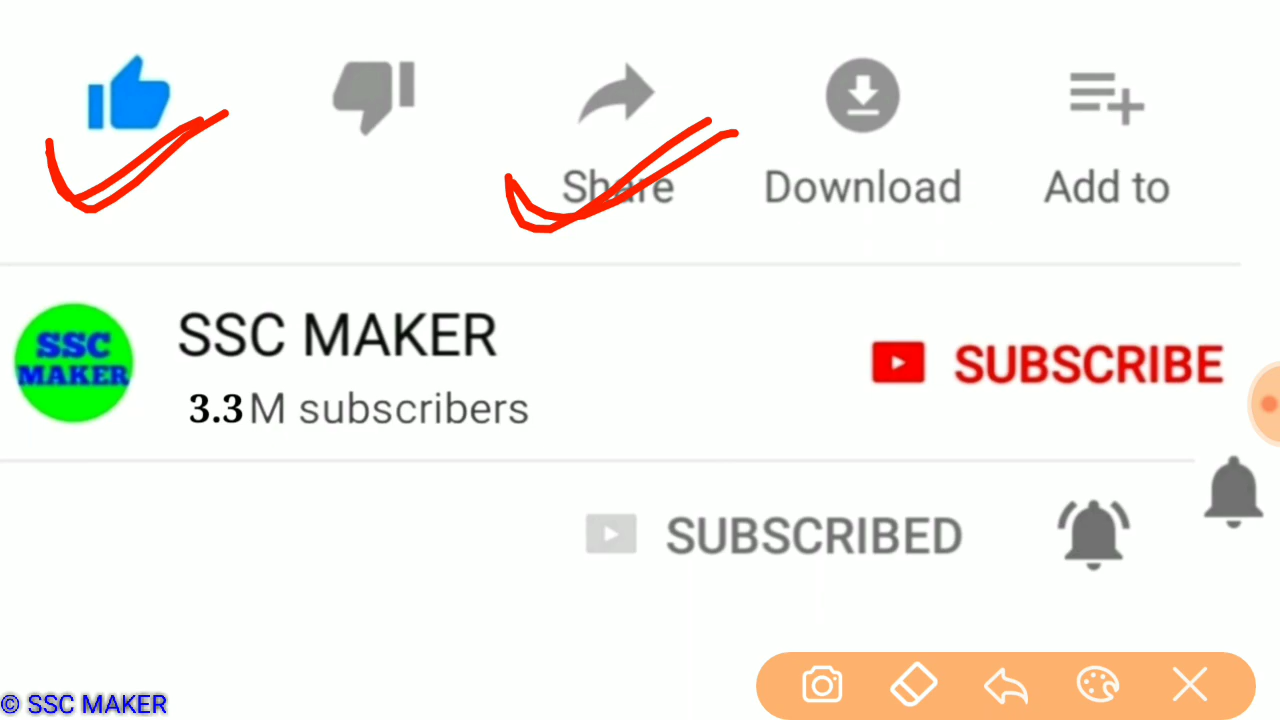 Share Download Add to
SSC
MAKER
SSC MAKER
3.3M subscribers
SUBSCRIBE
SUBSCRIBED
© SSC MAKER